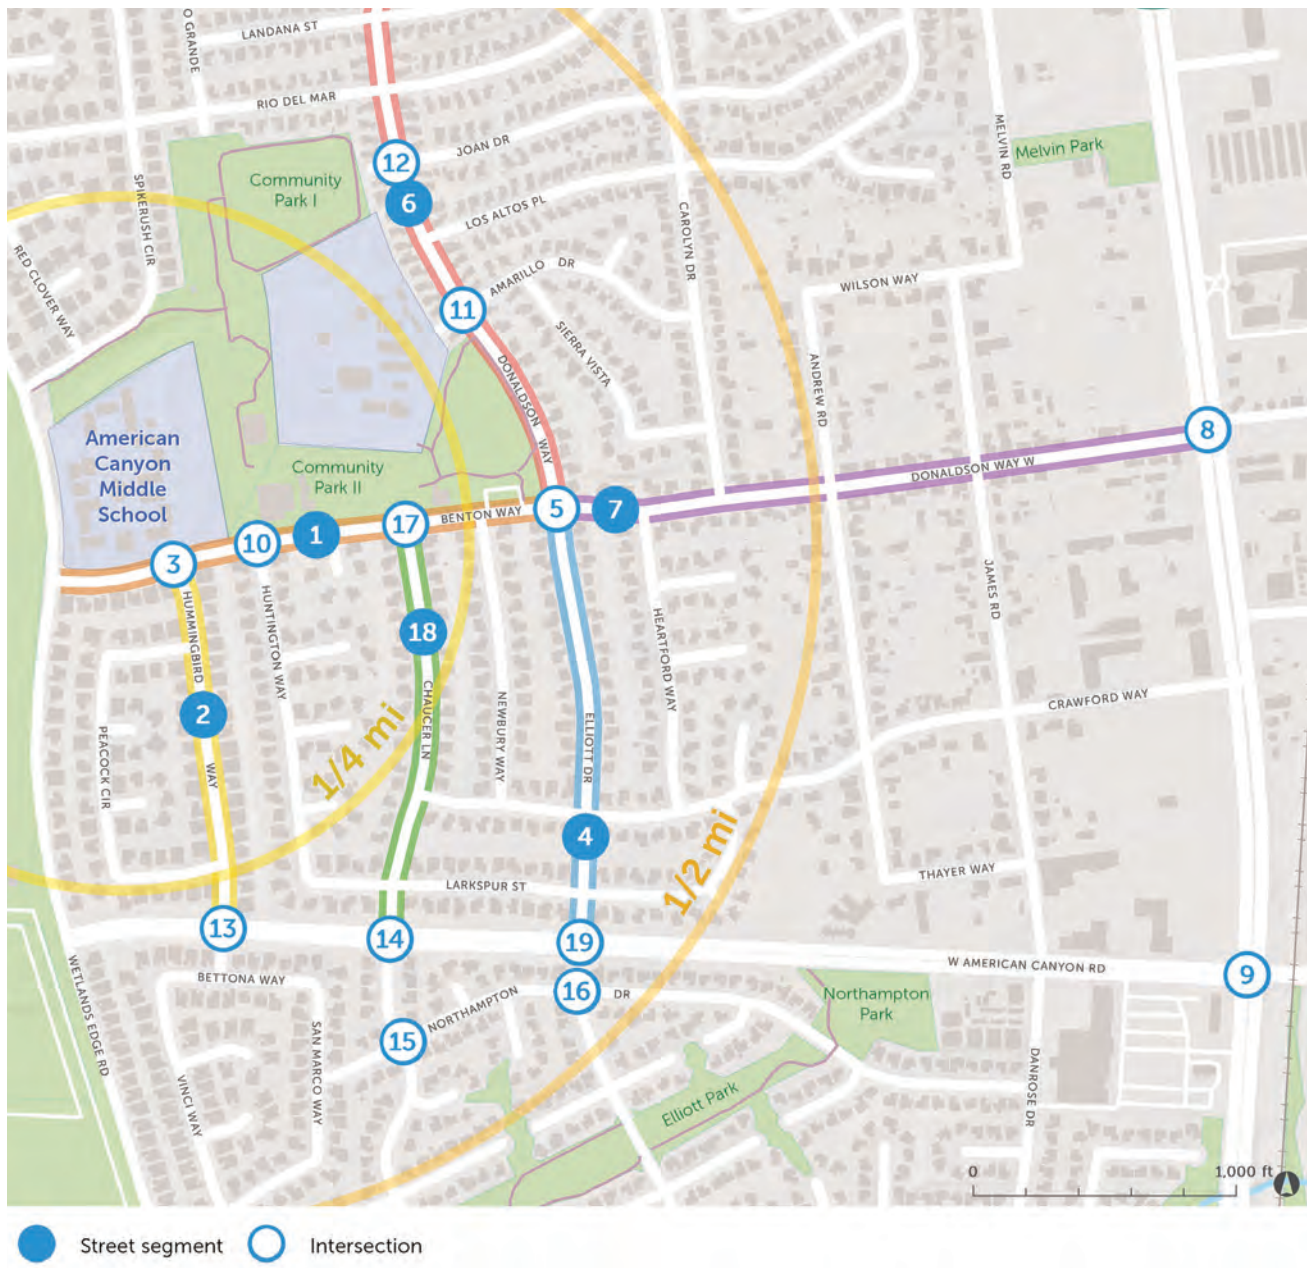 O GRANDE
LANDANA ST
RIO DEL MAR
JOAN DR
MELVIN RD
Melvin Park
12
Community
Park I
6
LOS ALTOS PL
SPIKERUSH CIR
CAROLYN DR
RED CLOVER WAY
AMARILLO DR
WILSON WAY
11
SIERRA VISTA
DONALDSON WAY
ANDREW RD
8
American
Canyon
Middle
School
Community
Park II
DONALDSON WAY W
BENTON WAY
5
7
17
1
10
3
HUMMINGBIRD WAY
HUNTINGTON WAY
18
HEARTFORD WAY
JAMES RD
2
CHAUCER LN
NEWBURY WAY
ELLIOTT DR
CRAWFORD WAY
PEACOCK CIR
1/4 mi
4
1/2 mi
THAYER WAY
LARKSPUR ST
13
14
19
W AMERICAN CANYON RD
9
BETTONA WAY
WETLANDS EDGE RD
16
NORTHAMPTON DR
Northampton
Park
15
SAN MARCO WAY
VINCI WAY
DANROSE DR
Elliott Park
0
1,000 ft
Street segment
Intersection